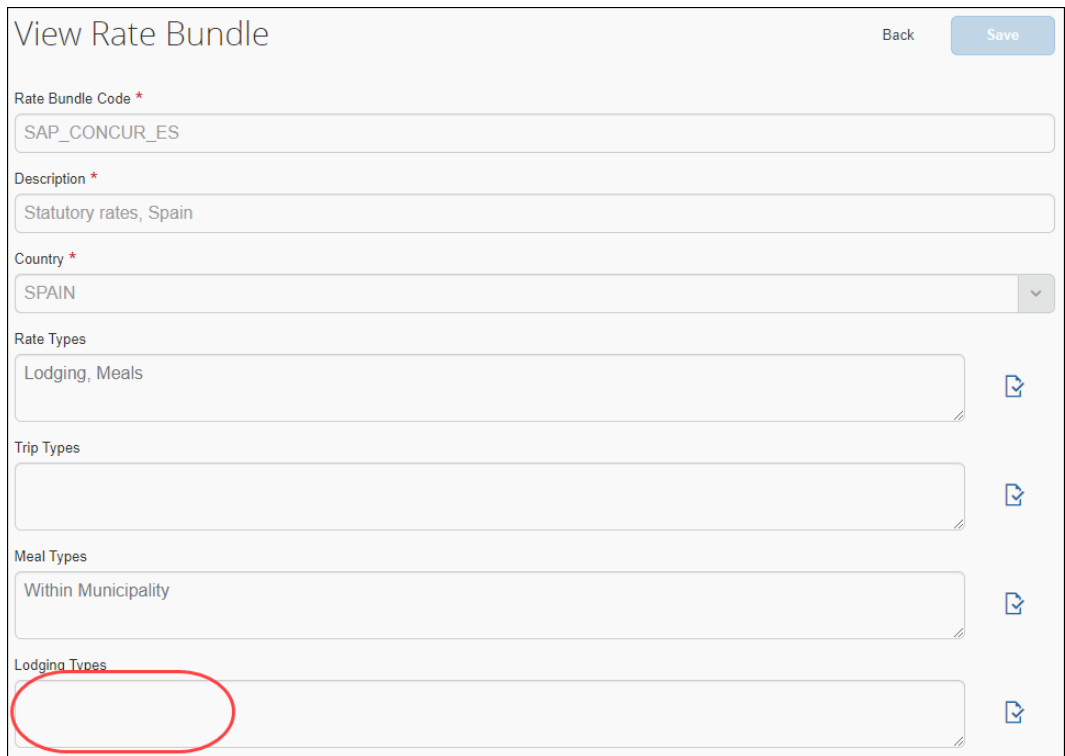 View Rate Bundle
Back
Save
Rate Bundle Code *
SAP_CONCUR_ES
Description *
Statutory rates, Spain
Country *
SPAIN
Rate Types
Lodging, Meals
Trip Types
Meal Types
Within Municipality
Lodging Types